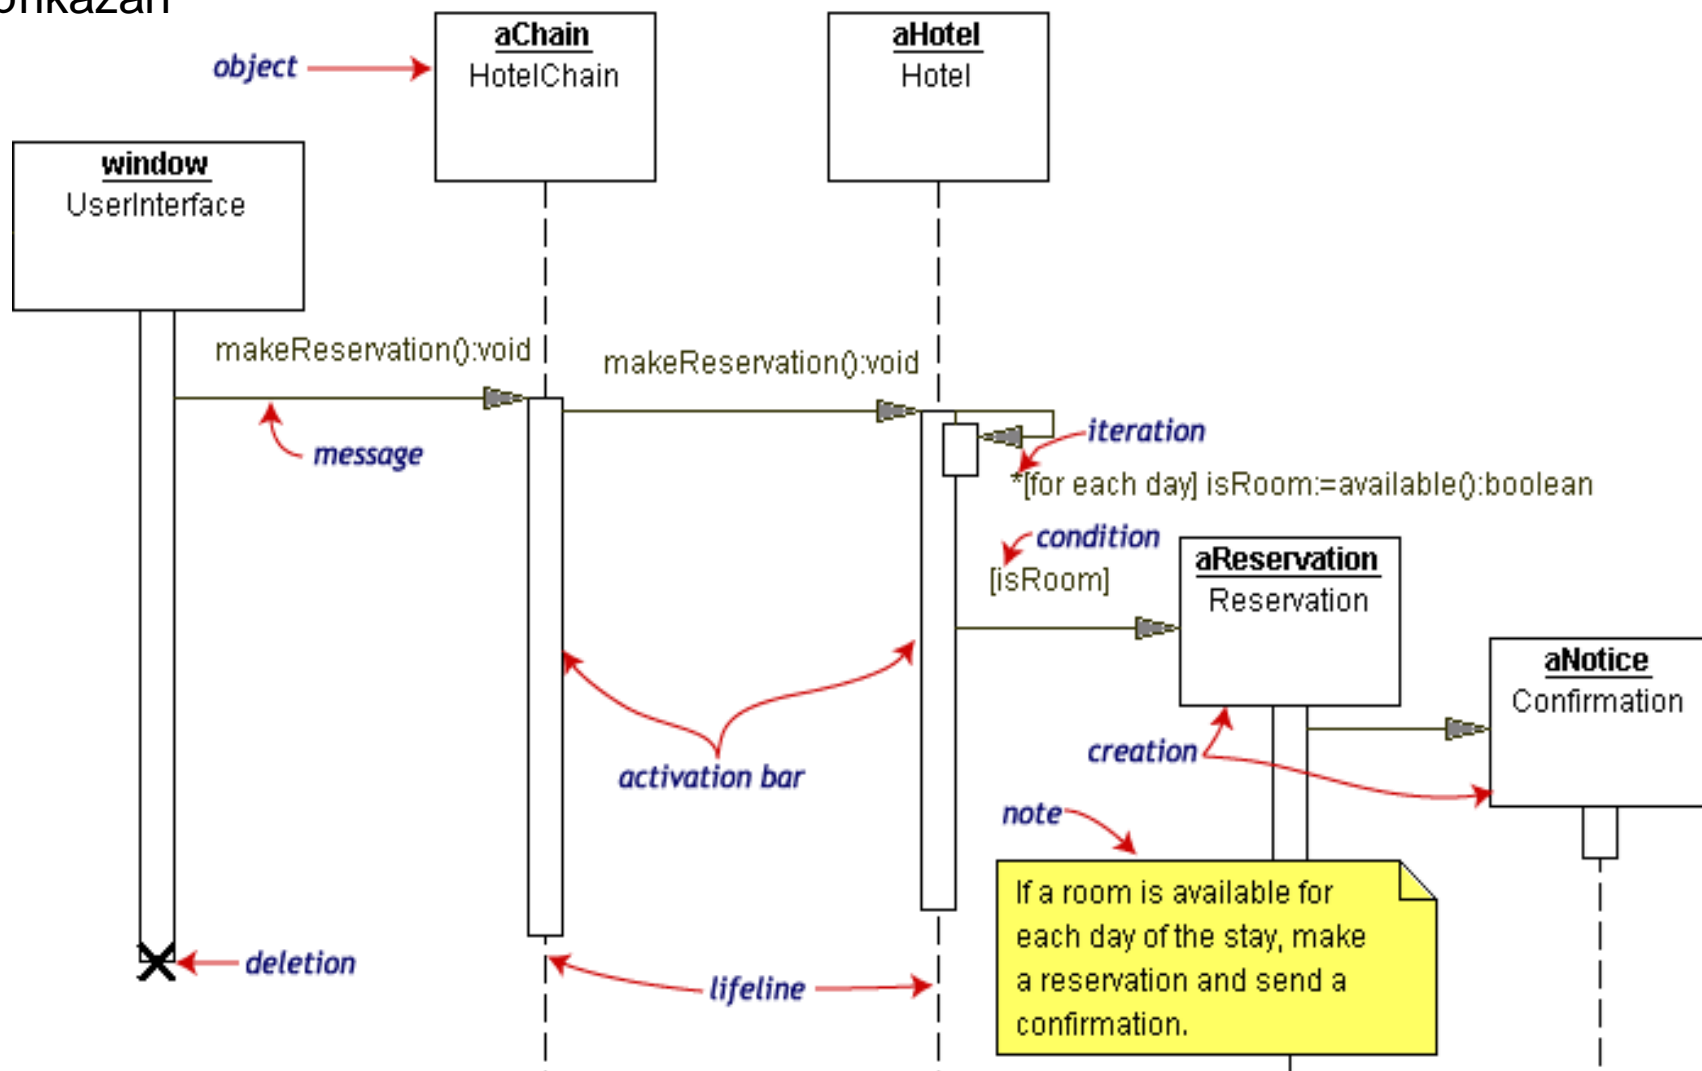 aChain
HotelChain
aHotel
Hotel
object
window
UserInterface
makeReservation():void
makeReservation():void
iteration
message
*[for each day] isRoom:=available():boolean
condition
[isRoom]
aReservation
Reservation
aNotice
Confirmation
creation
activation bar
note
If a room is available for
each day of the stay, make
a reservation and send a
confirmation.
deletion
lifeline